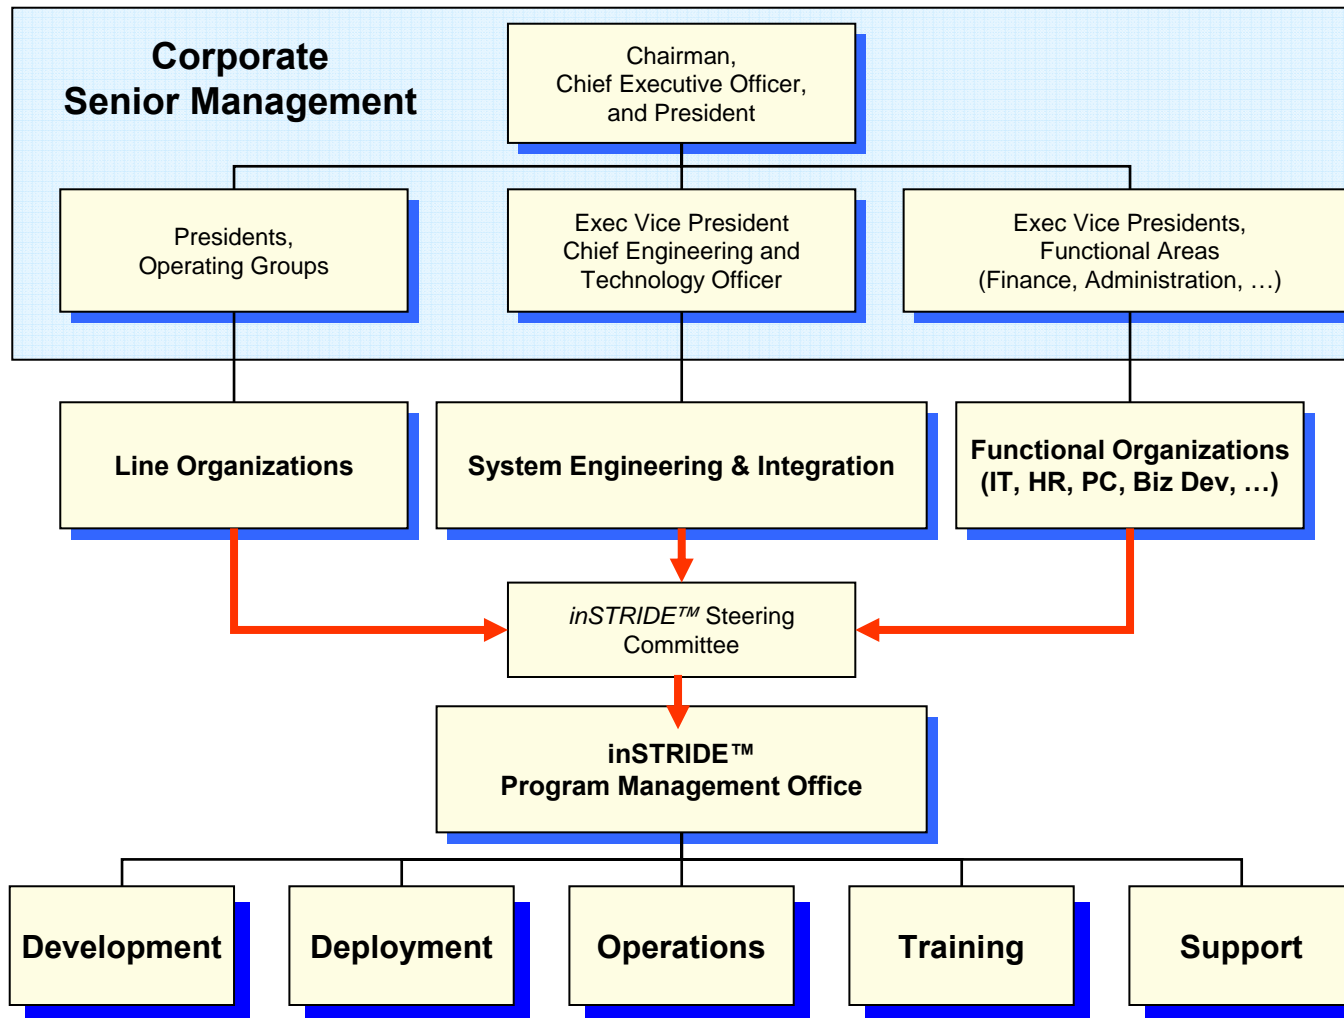 Corporate
Senior Management
Chairman,
Chief Executive Officer,
and President
Presidents,
Operating Groups
Exec Vice President
Chief Engineering and
Technology Officer
Exec Vice Presidents,
Functional Areas
(Finance, Administration, …)
Line Organizations
System Engineering & Integration
Functional Organizations
(IT, HR, PC, Biz Dev, …)
inSTRIDE™ Steering
Committee
inSTRIDE™
Program Management Office
Development
Deployment
Operations
Training
Support